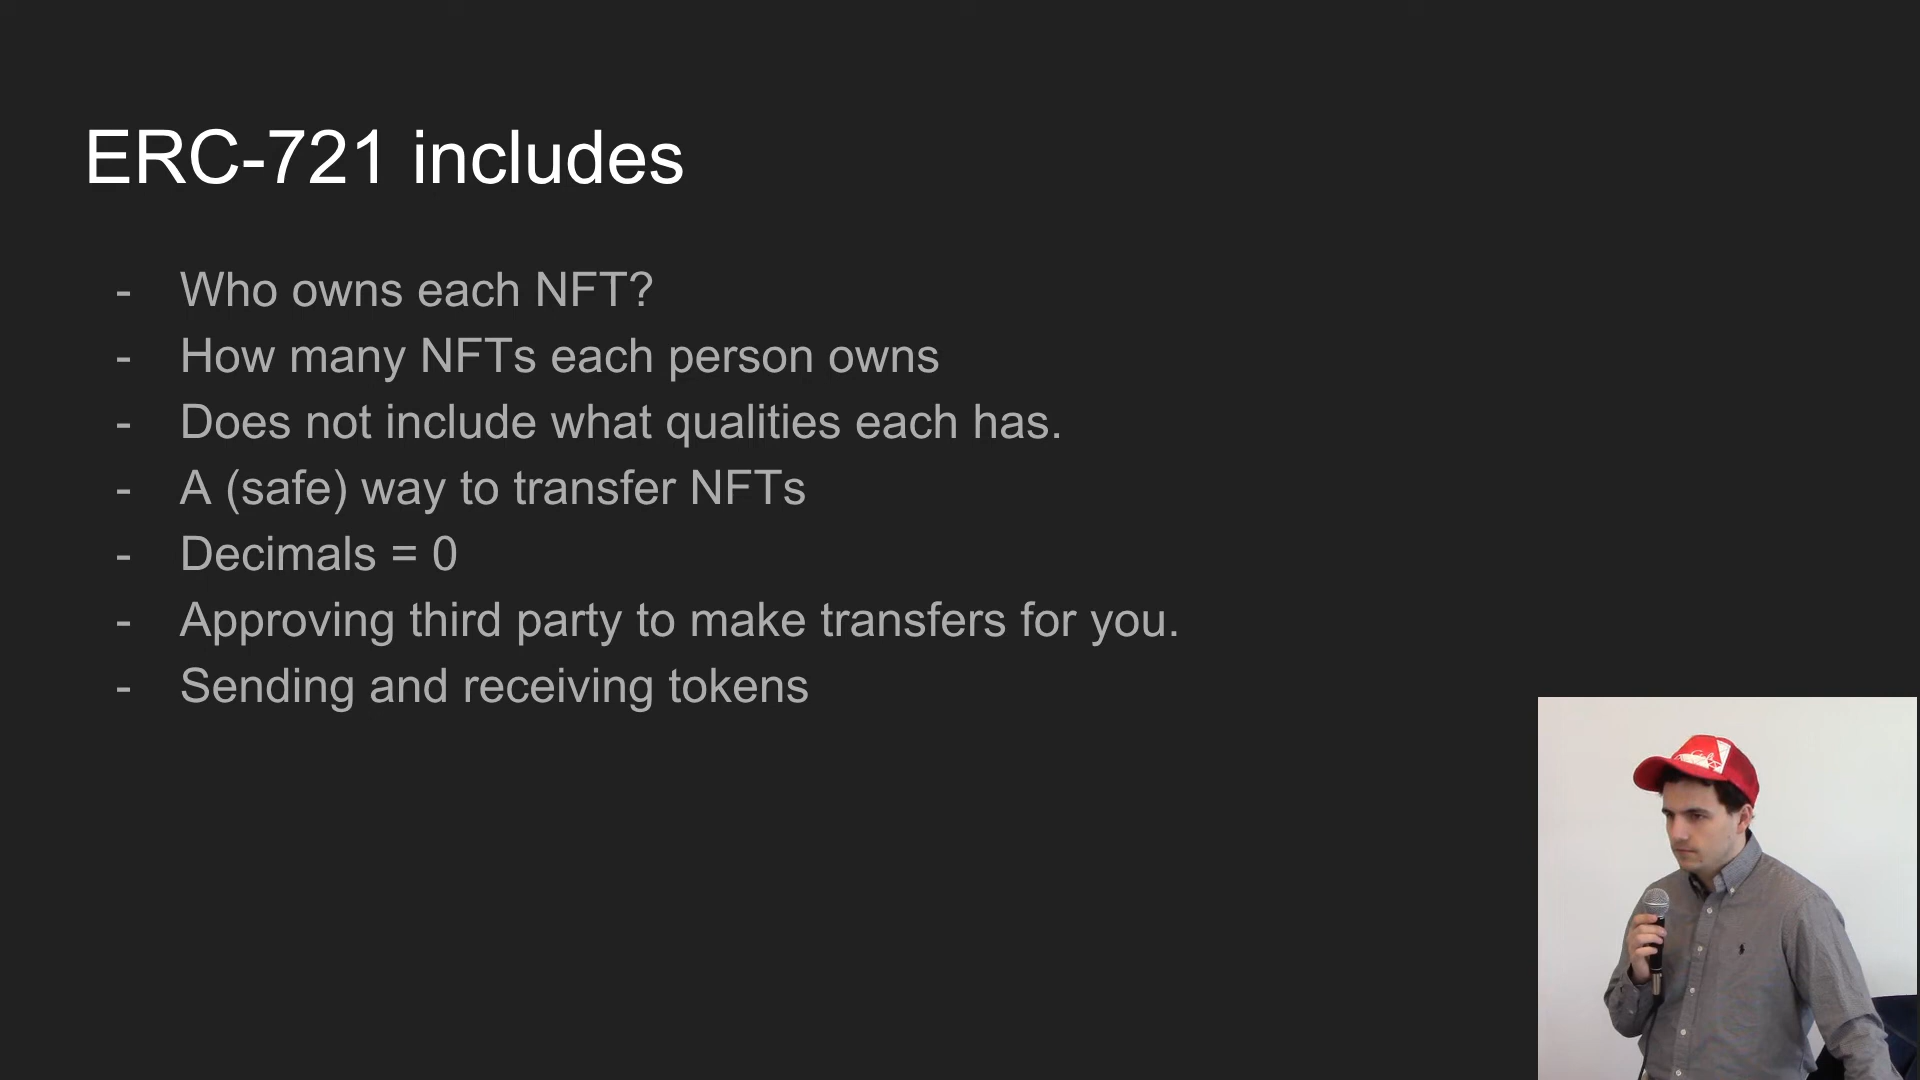 ERC-721 includes
- Who owns each NFT?
- How many NFTs each person owns
- Does not include what qualities each has.
- A (safe) way to transfer NFTs
- Decimals = 0
- Approving third party to make transfers for you.
- Sending and receiving tokens